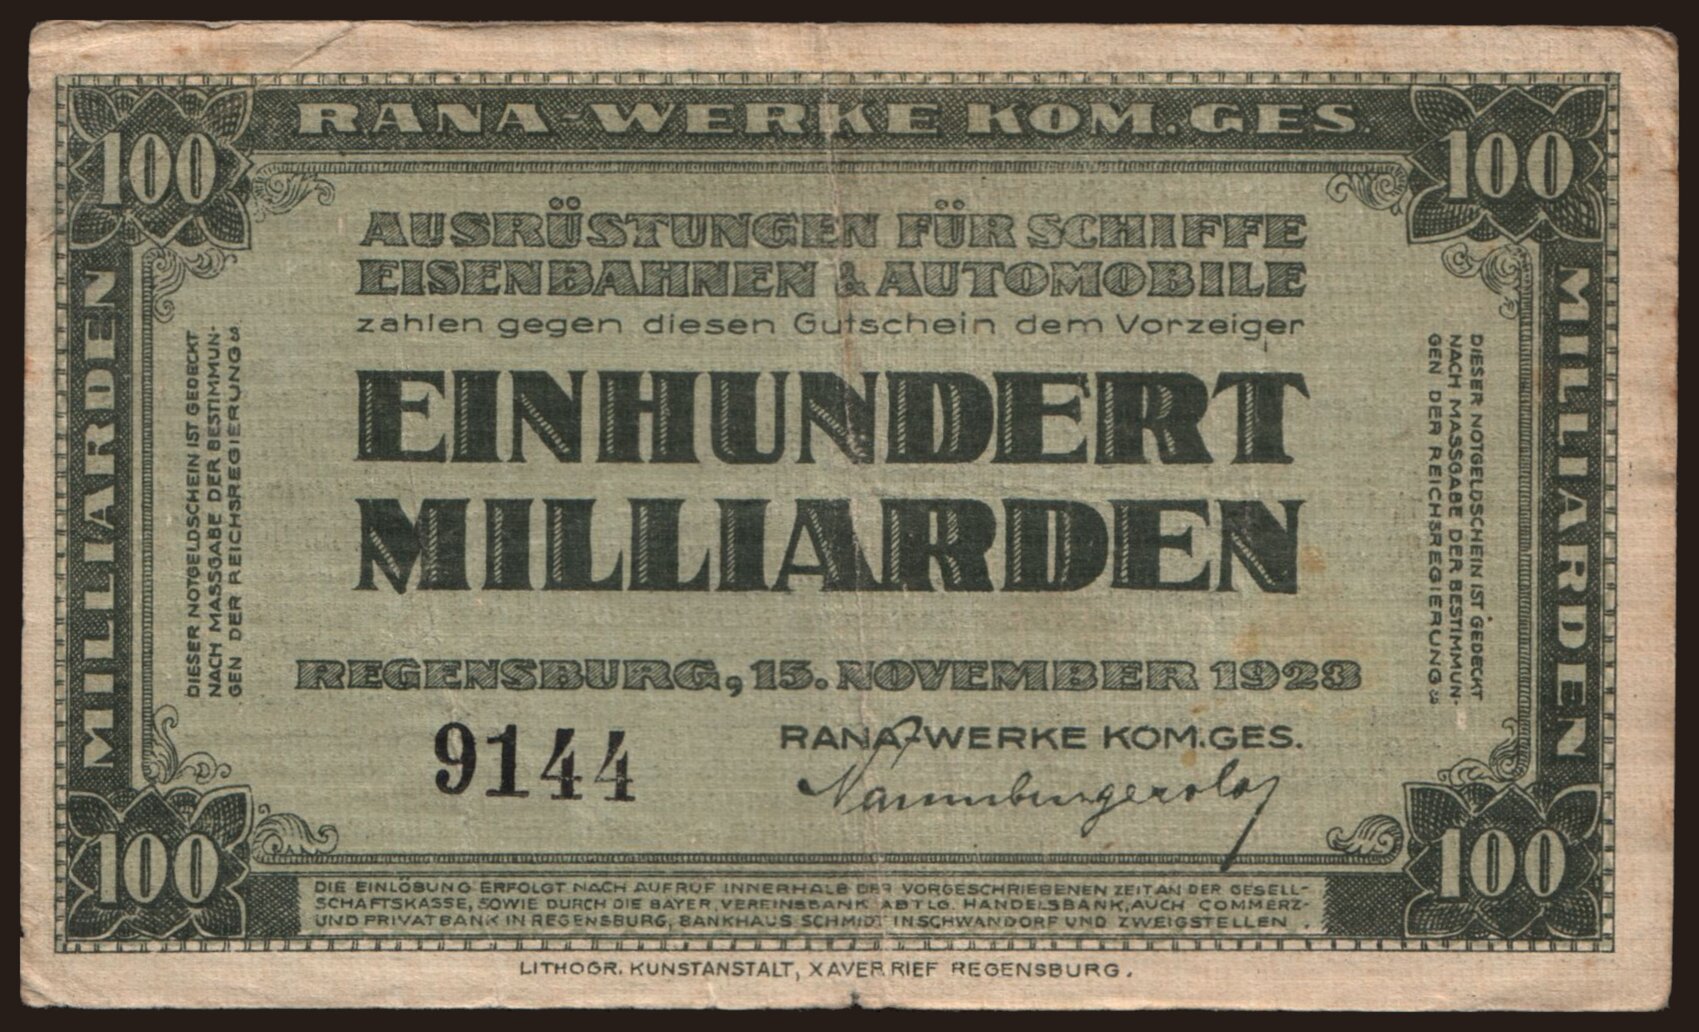 RANA-WERKE KOM.GES.
100
100
AUSRÜSTUNGEN FÜR SCHIFFE
EISENBAHNEN & AUTOMOBILE
zahlen gegen diesen Gutschein dem Vorzeiger
EINHUNDERT
MILLIARDEN
MILLIARDEN
DIESER NOTGELDSCHEIN IST GEDECKT
NACH MASSGABE DER BESTIMMUN-
GEN DER REICHSREGIERUNG
DIESER NOTGELDSCHEIN IST GEDECKT
NACH MASSGABE DER BESTIMMUN-
GEN DER REICHSREGIERUNG
MILLIARDEN
REGENSBURG, 15. NOVEMBER 1923
9144
RANA-WERKE KOM.GES.
100
100
DIE EINLÖSUNG ERFOLGT NACH AUFRUF INNERHALB DER VORGESCHRIEBENEN ZEIT AN DER GESELL-
SCHAFTSKASSE, SOWIE DURCH DIE BAYER. VEREINSBANK ABTLG. HANDELSBANK, AUCH COMMERZ-
UND PRIVATBANK IN REGENSBURG, BANKHAUS SCHMIDT IN SCHWANDORF UND ZWEIGSTELLEN.
LITHOGR. KUNSTANSTALT, XAVER RIEF REGENSBURG.